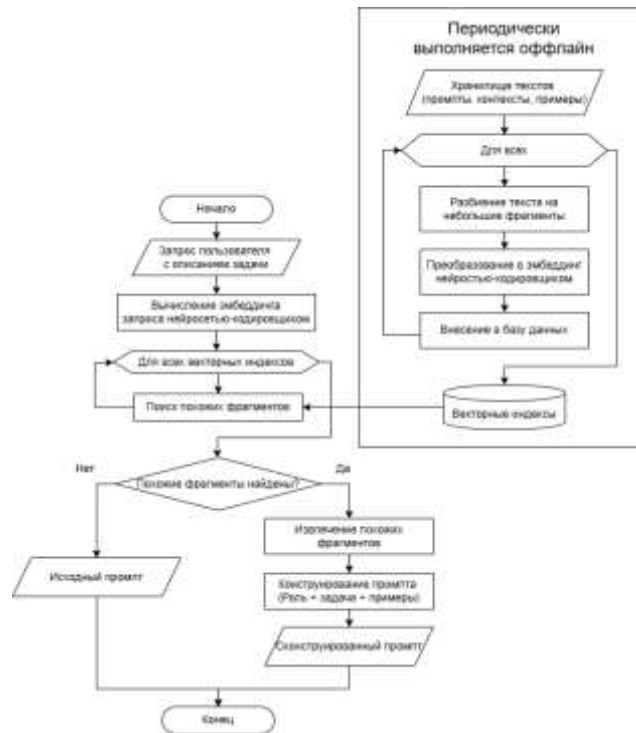 Периодически
выполняется оффлайн
Хранилище текстов
(промпты, контексты, примеры)
Для всех
Разбиение текста на
небольшие фрагменты
Преобразование в эмбеддинг
нейростью-кодировщиком
Внесение в базу данных
Векторные индексы
Начало
Запрос пользователя
с описанием задачи
Вычисление эмбеддинга
запроса нейросетью-кодировщиком
Для всех векторных индексов
Поиск похожих фрагментов
Похожие фрагменты найдены?
Нет
Да
Исходный промпт
Извлечение похожих
фрагментов
Конструирование промпта
(Роль + задача + примеры)
Сконструированный промпт
Конец